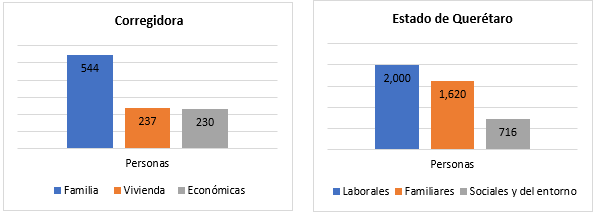 Corregidora
544
237
230
Personas
Familia Vivienda Económicas
Estado de Querétaro
2,000
1,620
716
Personas
Laborales Familiares Sociales y del entorno